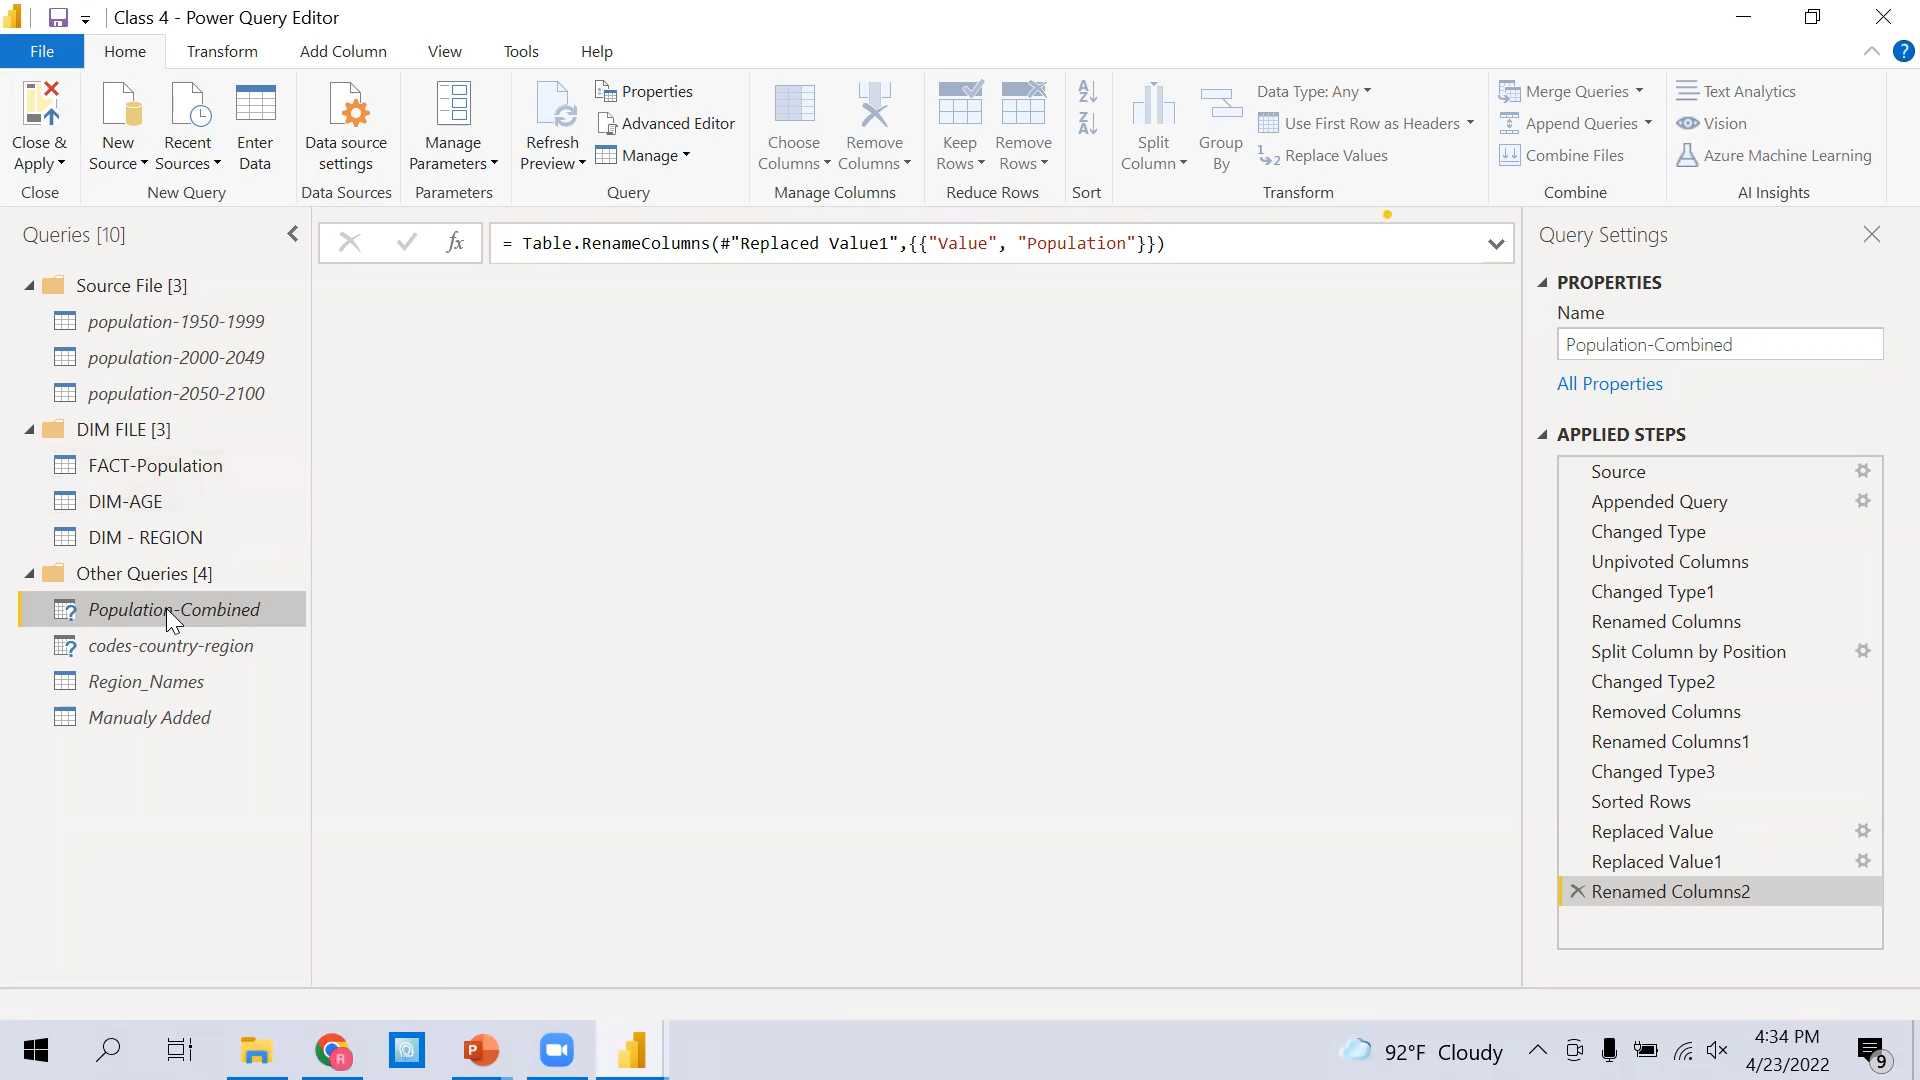 Class 4 - Power Query Editor
File
Home
Transform
Add Column
View
Tools
Help
Close & Apply
Close
New Source
Recent Sources
Enter Data
New Query
Data source settings
Data Sources
Manage Parameters
Parameters
Refresh Preview
Properties
Advanced Editor
Manage
Query
Choose Columns
Remove Columns
Manage Columns
Keep Rows
Remove Rows
Reduce Rows
Sort
Split Column
Group By
Data Type: Any
Use First Row as Headers
Replace Values
Transform
Merge Queries
Append Queries
Combine Files
Combine
Text Analytics
Vision
Azure Machine Learning
AI Insights
Queries [10]
Source File [3]
population-1950-1999
population-2000-2049
population-2050-2100
DIM FILE [3]
FACT-Population
DIM-AGE
DIM - REGION
Other Queries [4]
Population-Combined
codes-country-region
Region_Names
Manualy Added
fx
= Table.RenameColumns(#"Replaced Value1",{{"Value", "Population"}})
Query Settings
PROPERTIES
Name
Population-Combined
All Properties
APPLIED STEPS
Source
Appended Query
Changed Type
Unpivoted Columns
Changed Type1
Renamed Columns
Split Column by Position
Changed Type2
Removed Columns
Renamed Columns1
Changed Type3
Sorted Rows
Replaced Value
Replaced Value1
Renamed Columns2
92°F Cloudy
4:34 PM
4/23/2022
9